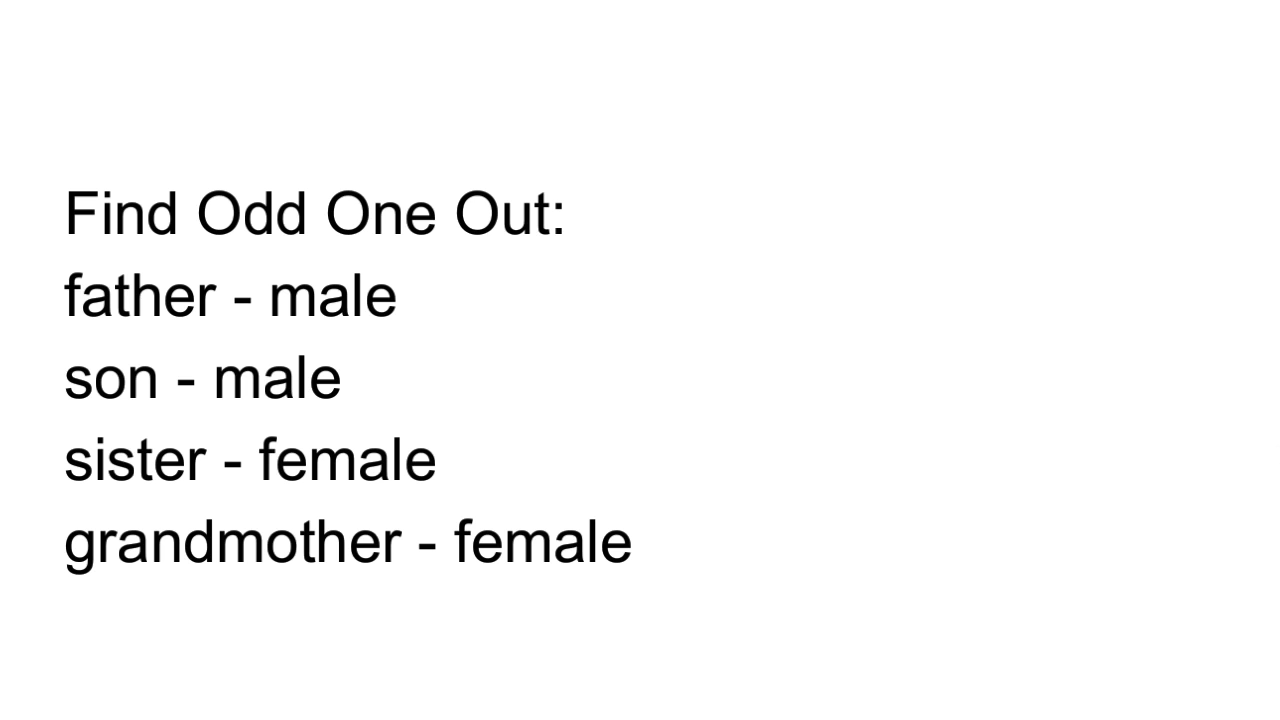 Find Odd One Out:
father - male
son - male
sister - female
grandmother - female